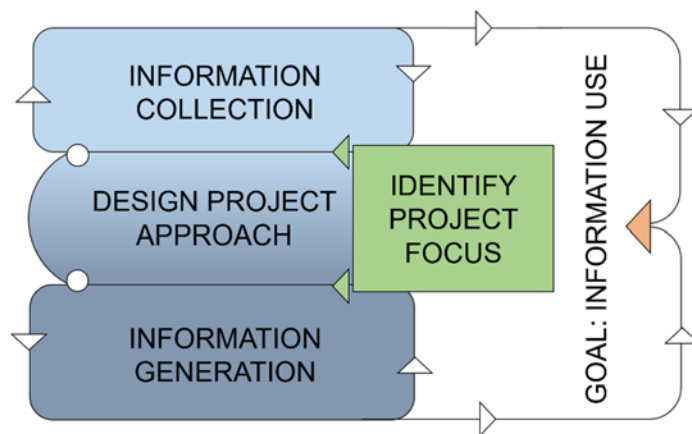 INFORMATION
COLLECTION
DESIGN PROJECT
APPROACH
IDENTIFY
PROJECT
FOCUS
INFORMATION
GENERATION
GOAL: INFORMATION USE